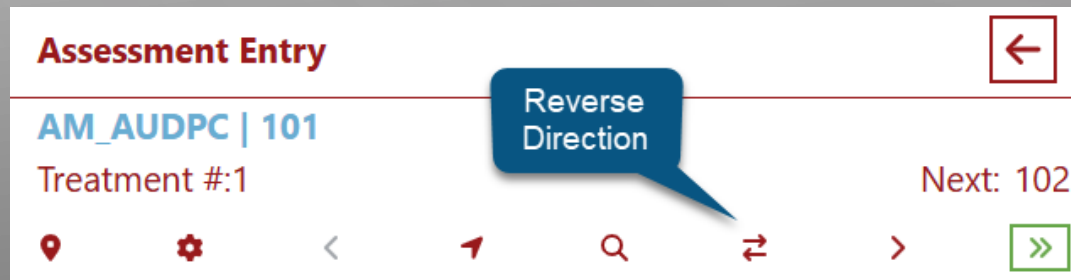 Assessment Entry
Reverse
Direction
AM_AUDPC | 101
Treatment #:1
Next: 102